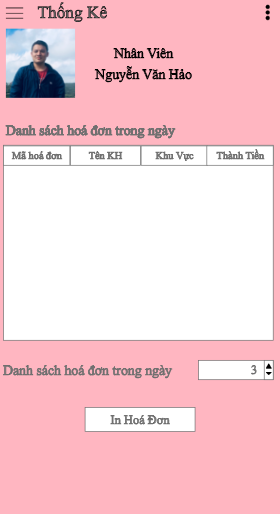 Thống Kê
Nhân Viên
Nguyễn Văn Hảo
Danh sách hoá đơn trong ngày
Mã hoá đơn Tên KH Khu Vực Thành Tiền
Danh sách hoá đơn trong ngày 3
In Hoá Đơn